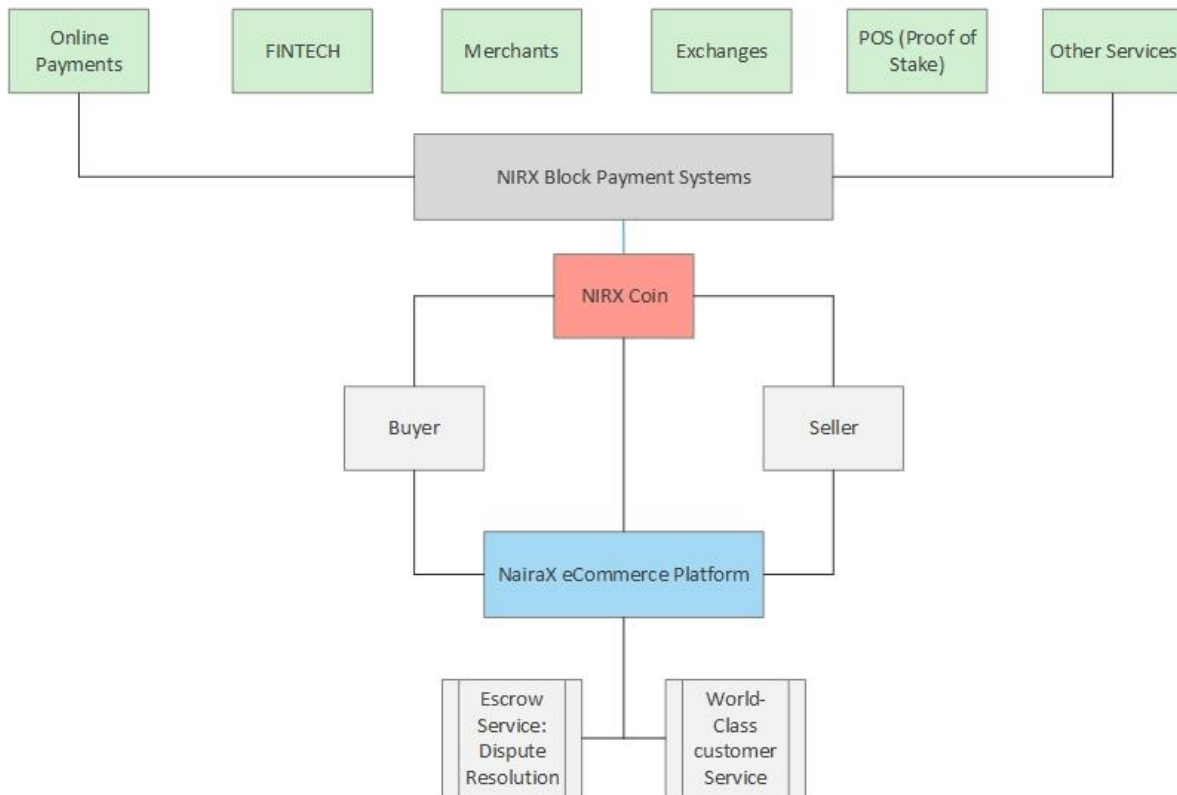 Online
Payments
FINTECH
Merchants
Exchanges
POS (Proof of
Stake)
Other Services
NIRX Block Payment Systems
NIRX Coin
Buyer
Seller
NairaX eCommerce Platform
Escrow
Service:
Dispute
Resolution
World-
Class
customer
Service